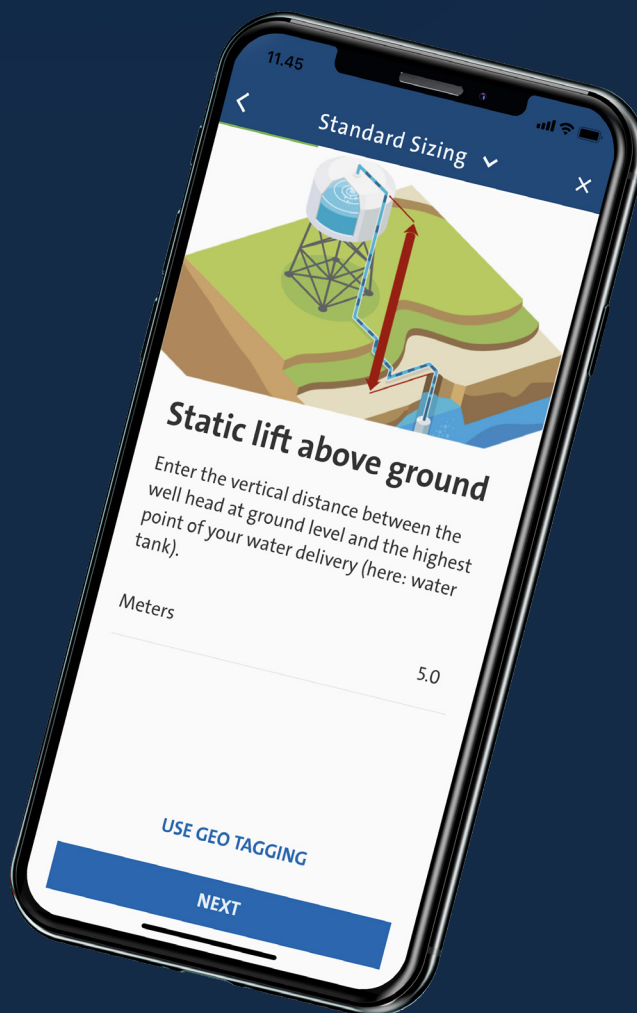 11.45
Standard Sizing
Static lift above ground
Enter the vertical distance between the
well head at ground level and the highest
point of your water delivery (here: water
tank).
Meters
5.0
USE GEO TAGGING
NEXT